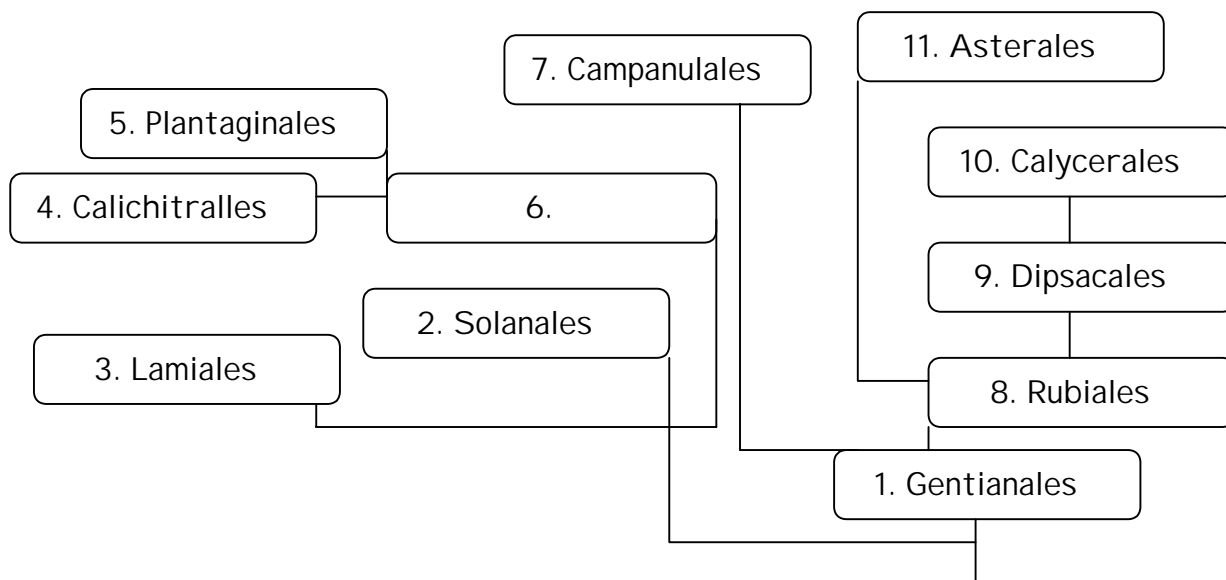 11. Asterales
7. Campanulales
5. Plantaginales
10. Calycerales
4. Calichitralles
6.
9. Dipsacales
2. Solanales
3. Lamiales
8. Rubiales
1. Gentianales